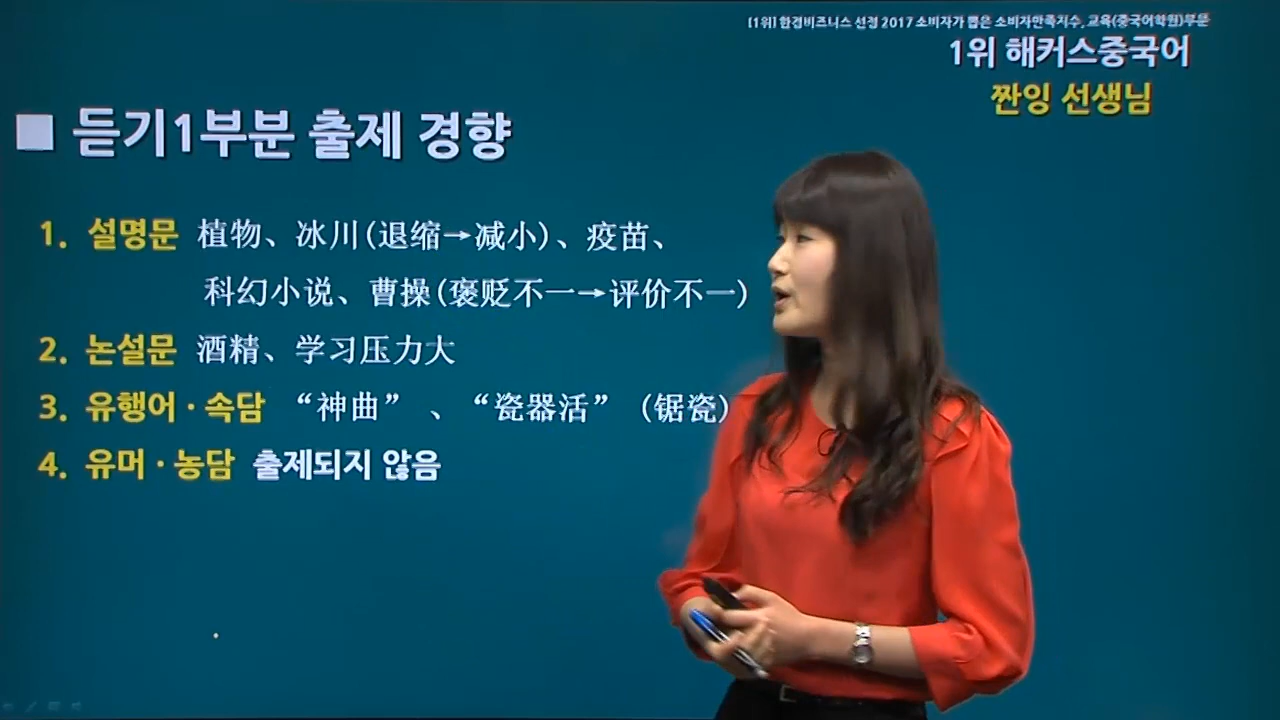 [1위] 한경비즈니스 선정 2017 소비자가 뽑은 소비자만족지수, 교육(중국어학원)부문
1위 해커스중국어
짠잉 선생님
■ 듣기1부분 출제 경향
1. 설명문 植物、冰川(退缩→减小)、疫苗、
科幻小说、曹操(褒贬不一→评价不一)
2. 논설문 酒精、学习压力大
3. 유행어·속담 “神曲” 、“瓷器活” (锯瓷)
4. 유머·농담 출제되지 않음